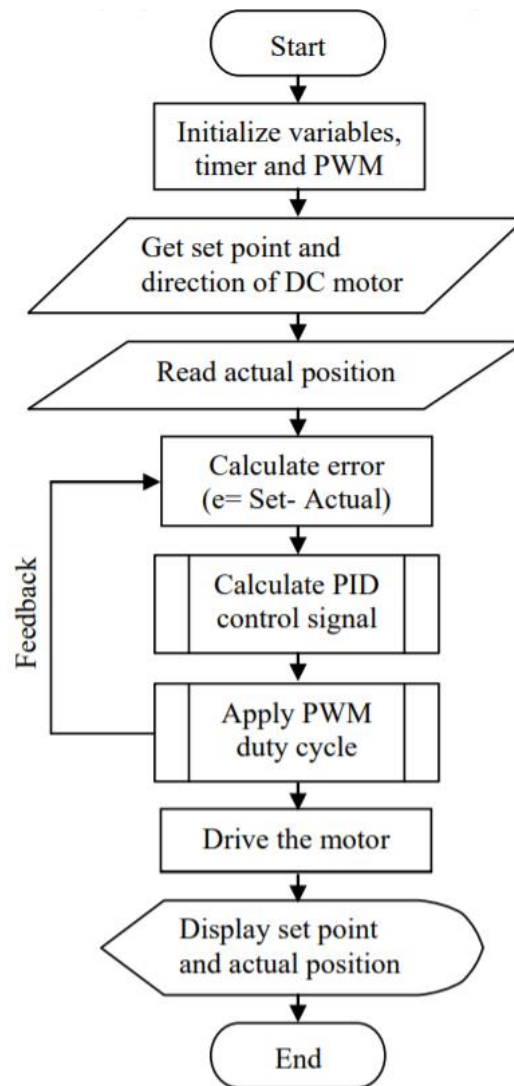 Start
Initialize variables,
timer and PWM
Get set point and
direction of DC motor
Read actual position
Calculate error
(e= Set- Actual)
Calculate PID
control signal
Feedback
Apply PWM
duty cycle
Drive the motor
Display set point
and actual position
End